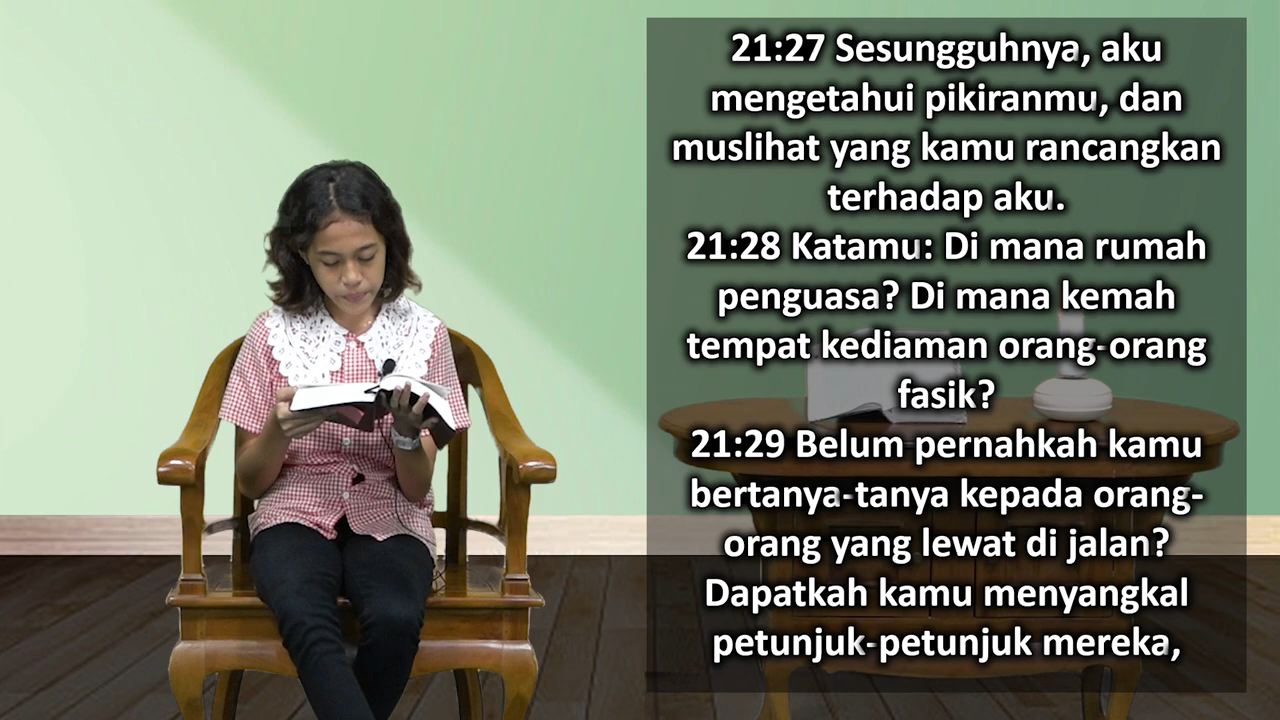 21:27 Sesungguhnya, aku
mengetahui pikiranmu, dan
muslihat yang kamu rancangkan
terhadap aku.
21:28 Katamu: Di mana rumah
penguasa? Di mana kemah
tempat kediaman orang-orang
fasik?
21:29 Belum pernahkah kamu
bertanya-tanya kepada orang-
orang yang lewat di jalan?
Dapatkah kamu menyangkal
petunjuk-petunjuk mereka,